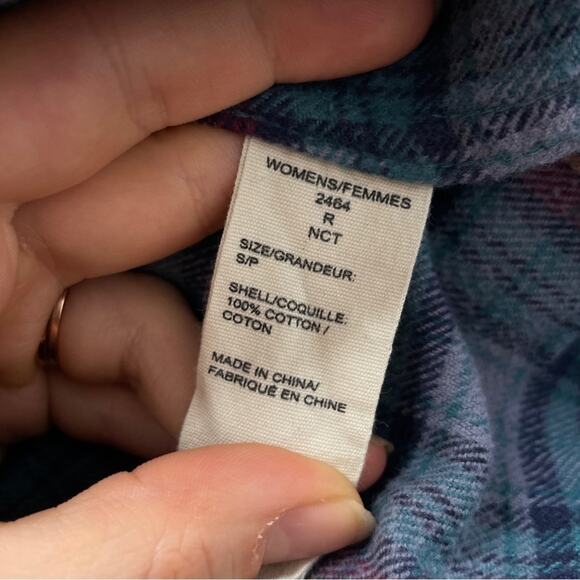 WOMENS/FEMMES
2464
R
NCT
SIZE/GRANDEUR:
S/P
SHELL/COQUILLE:
100% COTTON /
COTON
MADE IN CHINA/
FABRIQUÉ EN CHINE